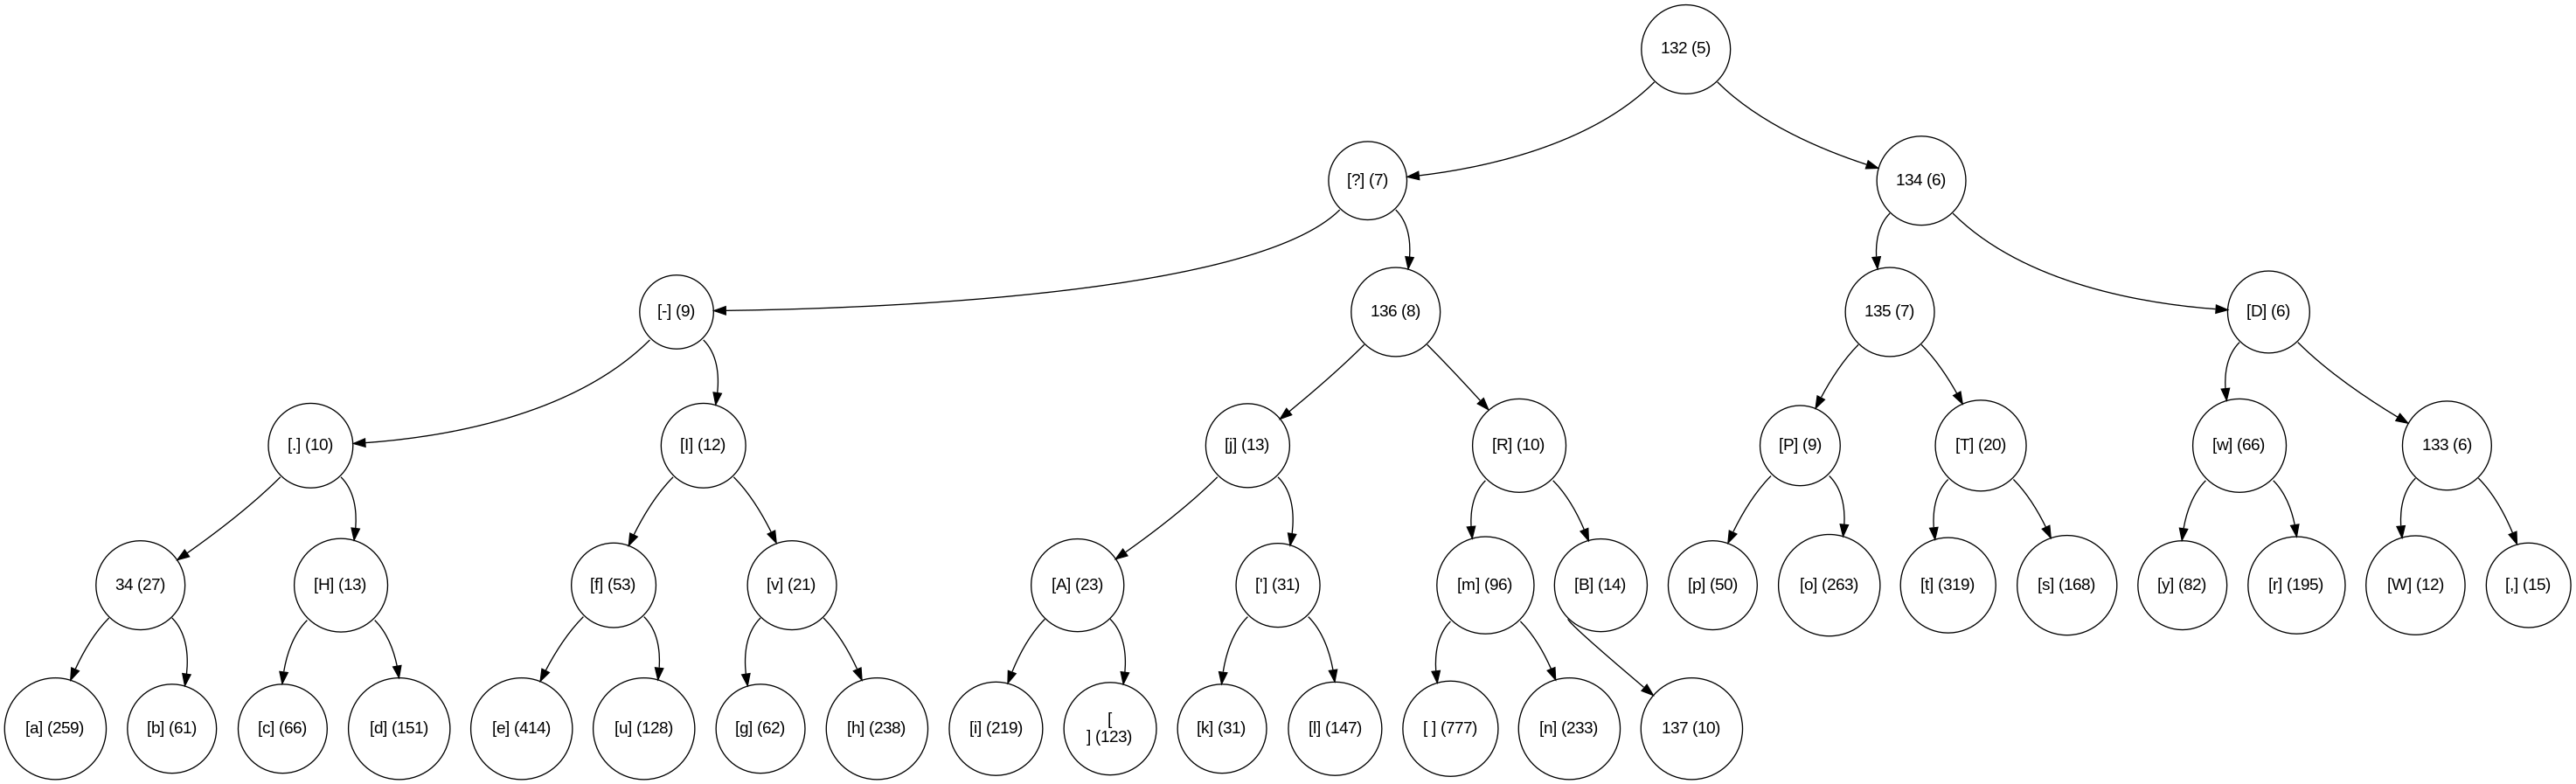 132 (5)
[?] (7)
134 (6)
[-] (9)
136 (8)
135 (7)
[D] (6)
[.] (10)
[I] (12)
[j] (13)
[R] (10)
[P] (9)
[T] (20)
[w] (66)
133 (6)
34 (27)
[H] (13)
[f] (53)
[v] (21)
[A] (23)
['] (31)
[m] (96)
[B] (14)
[p] (50)
[o] (263)
[t] (319)
[s] (168)
[y] (82)
[r] (195)
[W] (12)
[,] (15)
[a] (259)
[b] (61)
[c] (66)
[d] (151)
[e] (414)
[u] (128)
[g] (62)
[h] (238)
[i] (219)
[
] (123)
[k] (31)
[l] (147)
[ ] (777)
[n] (233)
137 (10)